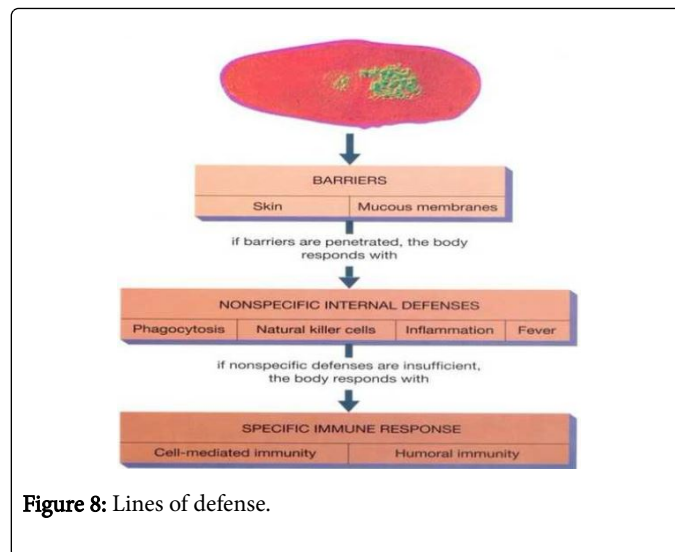 BARRIERS
Skin Mucous membranes
if barriers are penetrated, the body
responds with
NONSPECIFIC INTERNAL DEFENSES
Phagocytosis Natural killer cells Inflammation Fever
if nonspecific defenses are insufficient,
the body responds with
SPECIFIC IMMUNE RESPONSE
Cell-mediated immunity Humoral immunity
Figure 8: Lines of defense.